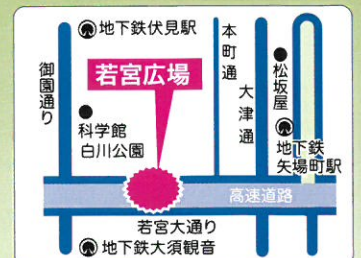 地下鉄伏見駅
御園通り
若宮広場
本町通
大津通
松坂屋
科学館
白川公園
地下鉄
矢場町駅
高速道路
若宮大通り
地下鉄大須観音